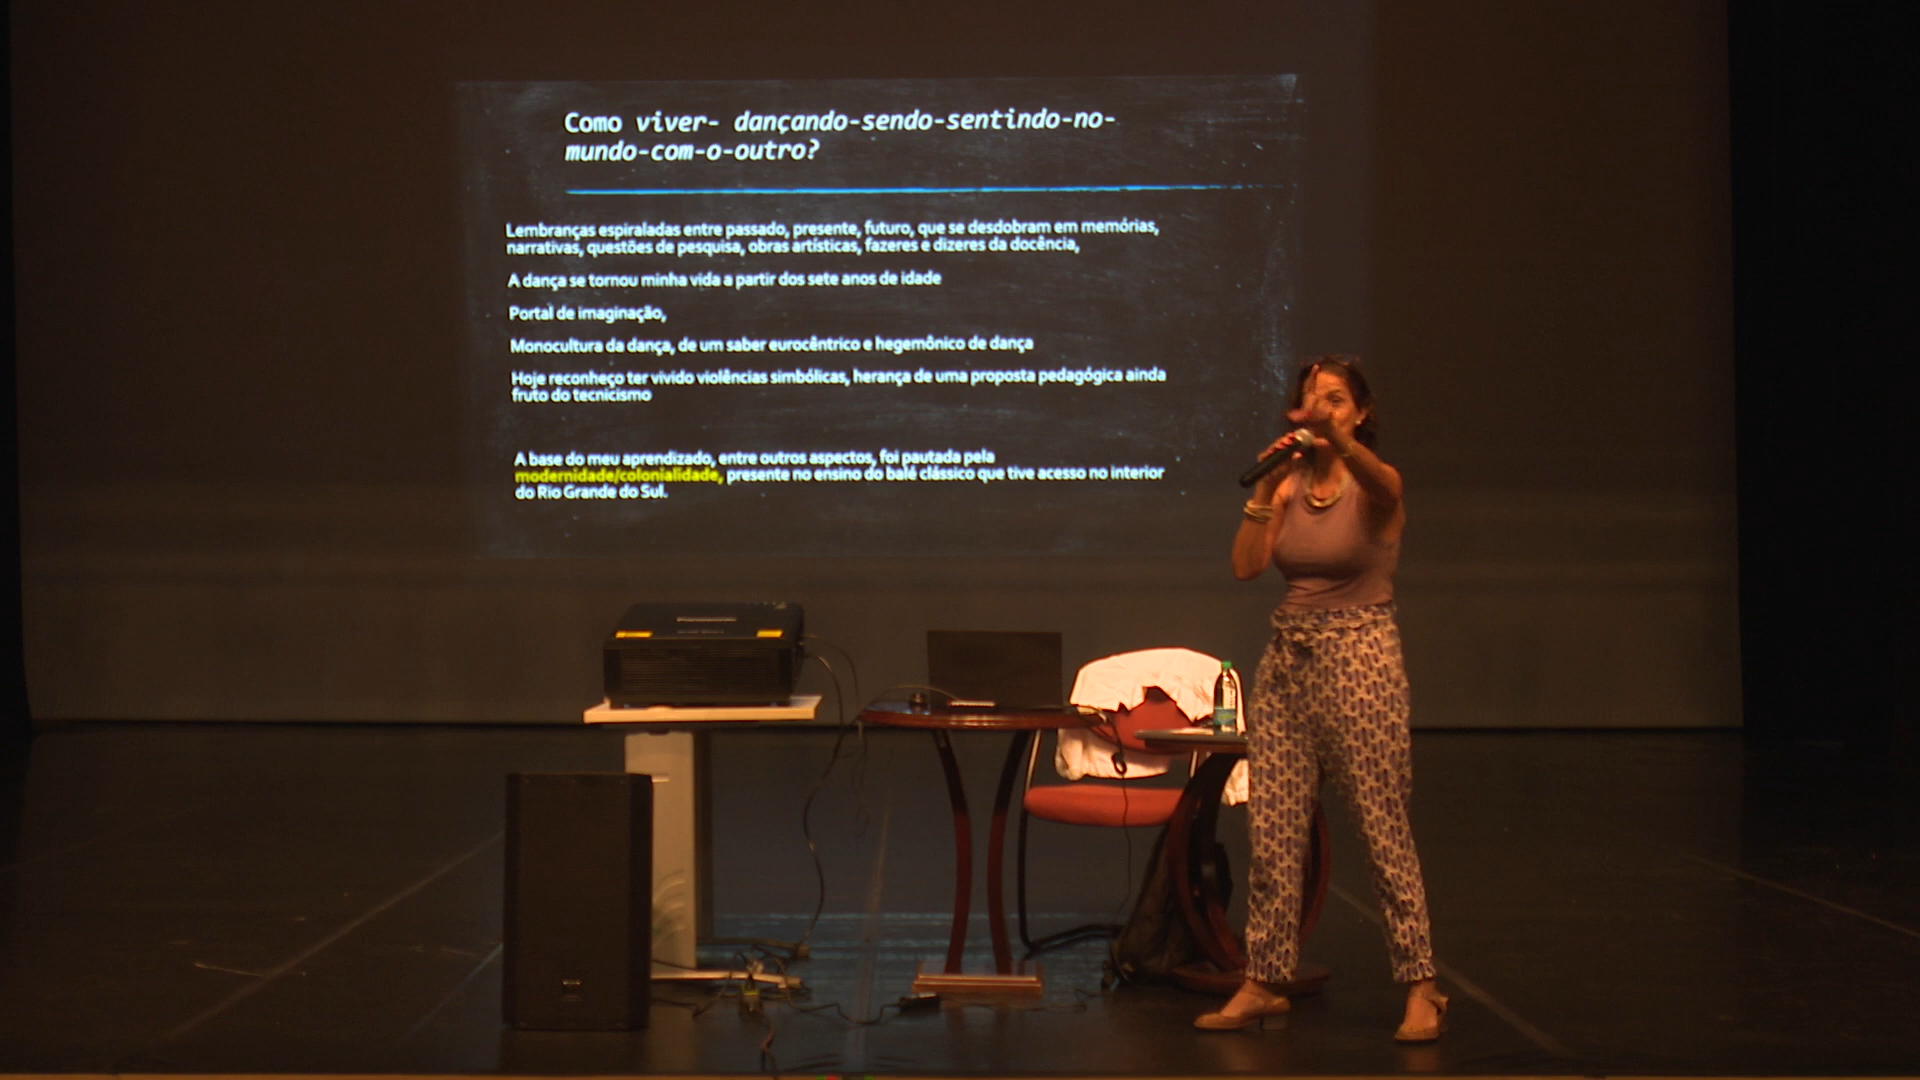 Como viver- dançando-sendo-sentindo-no-
mundo-com-o-outro?
Lembranças espiraladas entre passado, presente, futuro, que se desdobram em memórias,
narrativas, questões de pesquisa, obras artísticas, fazeres e dizeres da docência,
A dança se tornou minha vida a partir dos sete anos de idade
Portal de imaginação,
Monocultura da dança, de um saber eurocêntrico e hegemônico de dança
Hoje reconheço ter vivido violências simbólicas, herança de uma proposta pedagógica ainda
fruto do tecnicismo
A base do meu aprendizado, entre outros aspectos, foi pautada pela
modernidade/colonialidade, presente no ensino do balé clássico que tive acesso no interior
do Rio Grande do Sul.